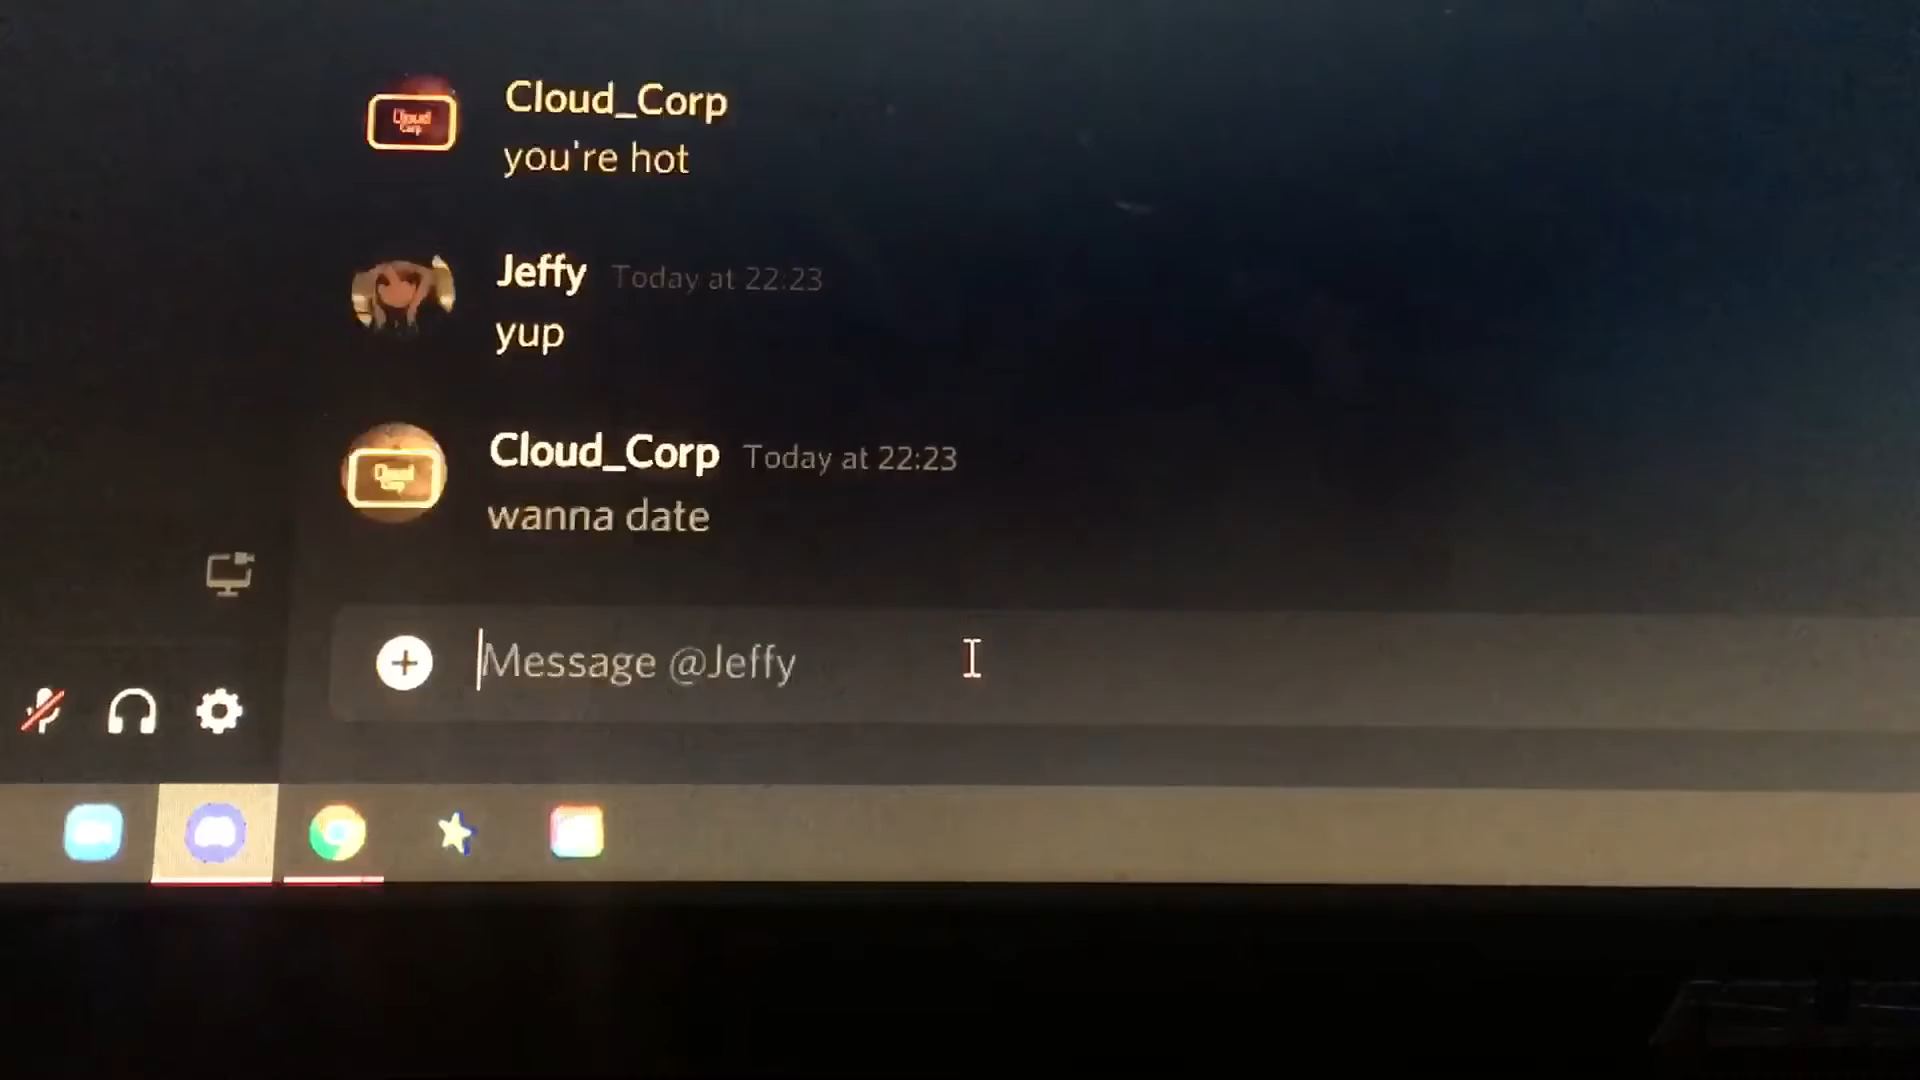 Cloud_Corp
you're hot
Jeffy Today at 22:23
yup
Cloud_Corp Today at 22:23
Cloud
wanna date
Message @Jeffy